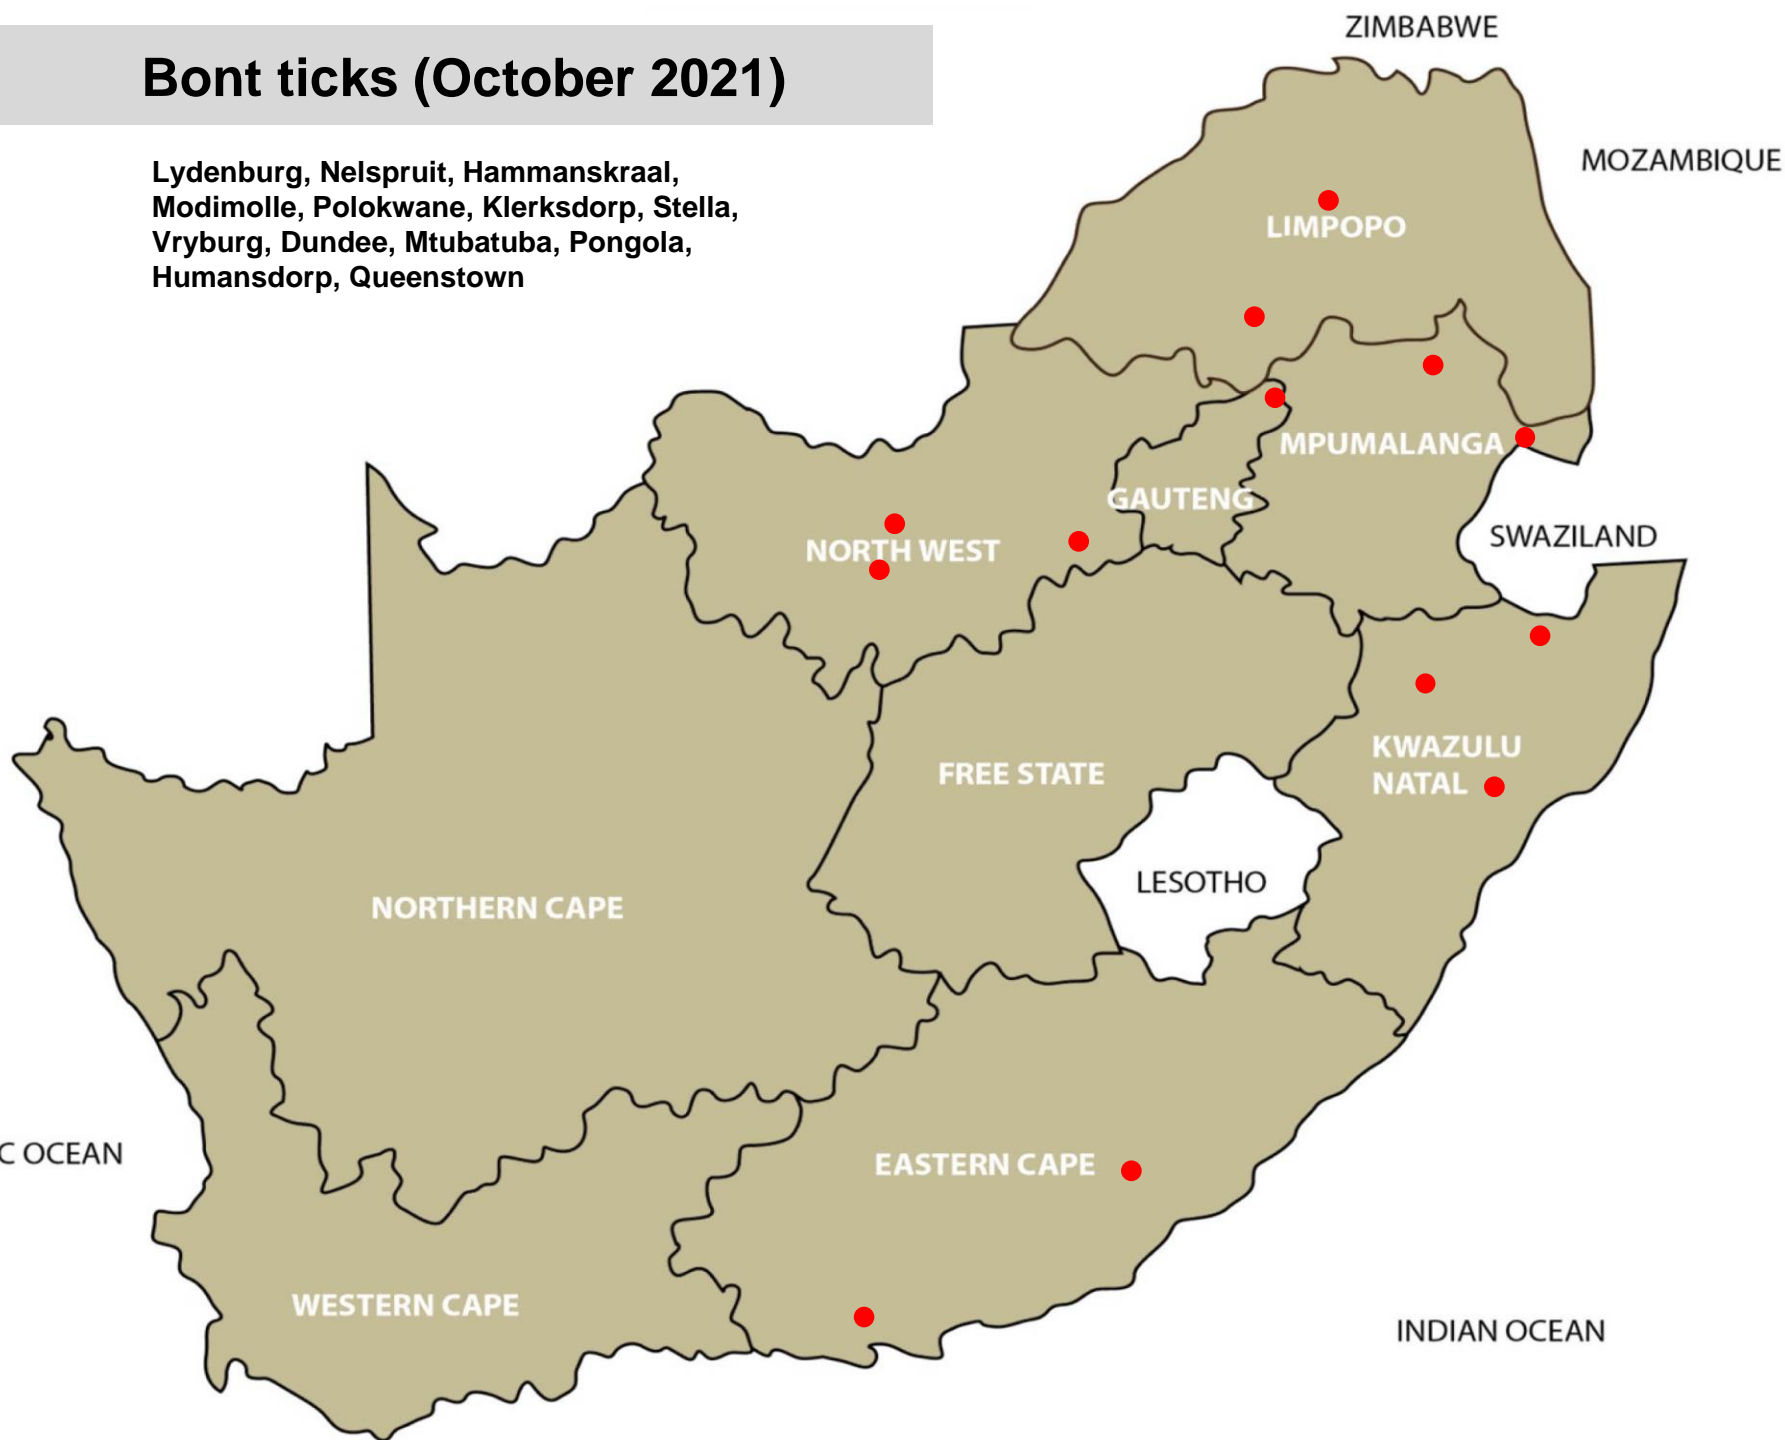 ZIMBABWE
Bont ticks (October 2021)
MOZAMBIQUE
Lydenburg, Nelspruit, Hammanskraal,
Modimolle, Polokwane, Klerksdorp, Stella,
Vryburg, Dundee, Mtubatuba, Pongola,
Humansdorp, Queenstown
LIMPOPO
MPUMALANGA
GAUTENG
SWAZILAND
NORTH WEST
KWAZULU
NATAL
FREE STATE
LESOTHO
NORTHERN CAPE
C OCEAN
EASTERN CAPE
WESTERN CAPE
INDIAN OCEAN